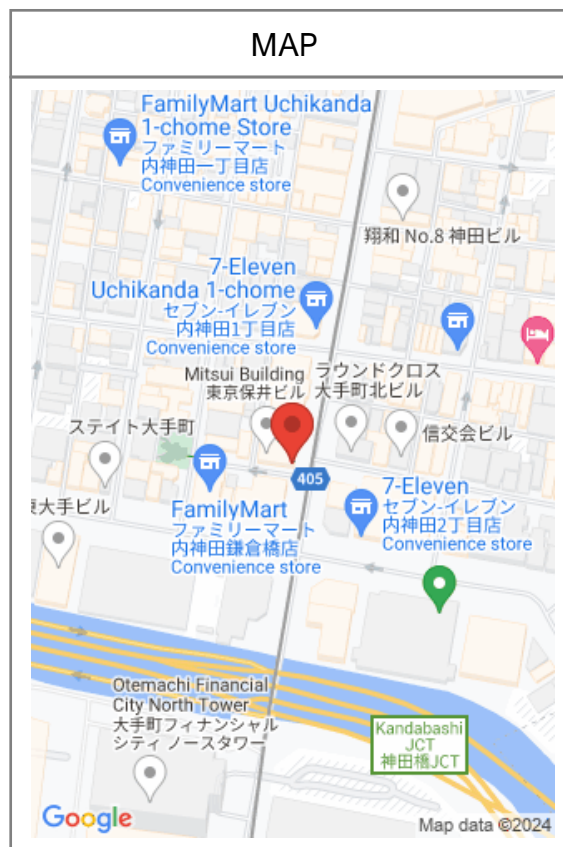 MAP
FamilyMart Uchikanda
1-chome Store
ファミリーマート
内神田一丁目店
Convenience store
翔和 No.8 神田ビル
7-Eleven
Uchikanda 1-chome
セブン-イレブン
内神田1丁目店
Convenience store
Mitsui Building
東京保井ビル
ラウンドクロス
大手町北ビル
ステイト大手町
信交会ビル
405
FamilyMart
ファミリーマート
内神田鎌倉橋店
Convenience store
7-Eleven
セブン-イレブン
内神田2丁目店
Convenience store
大手ビル
Otemachi Financial
City North Tower
大手町フィナンシャル
シティ ノースタワー
Kandabashi
JCT
神田橋JCT
Google
Map data ©2024